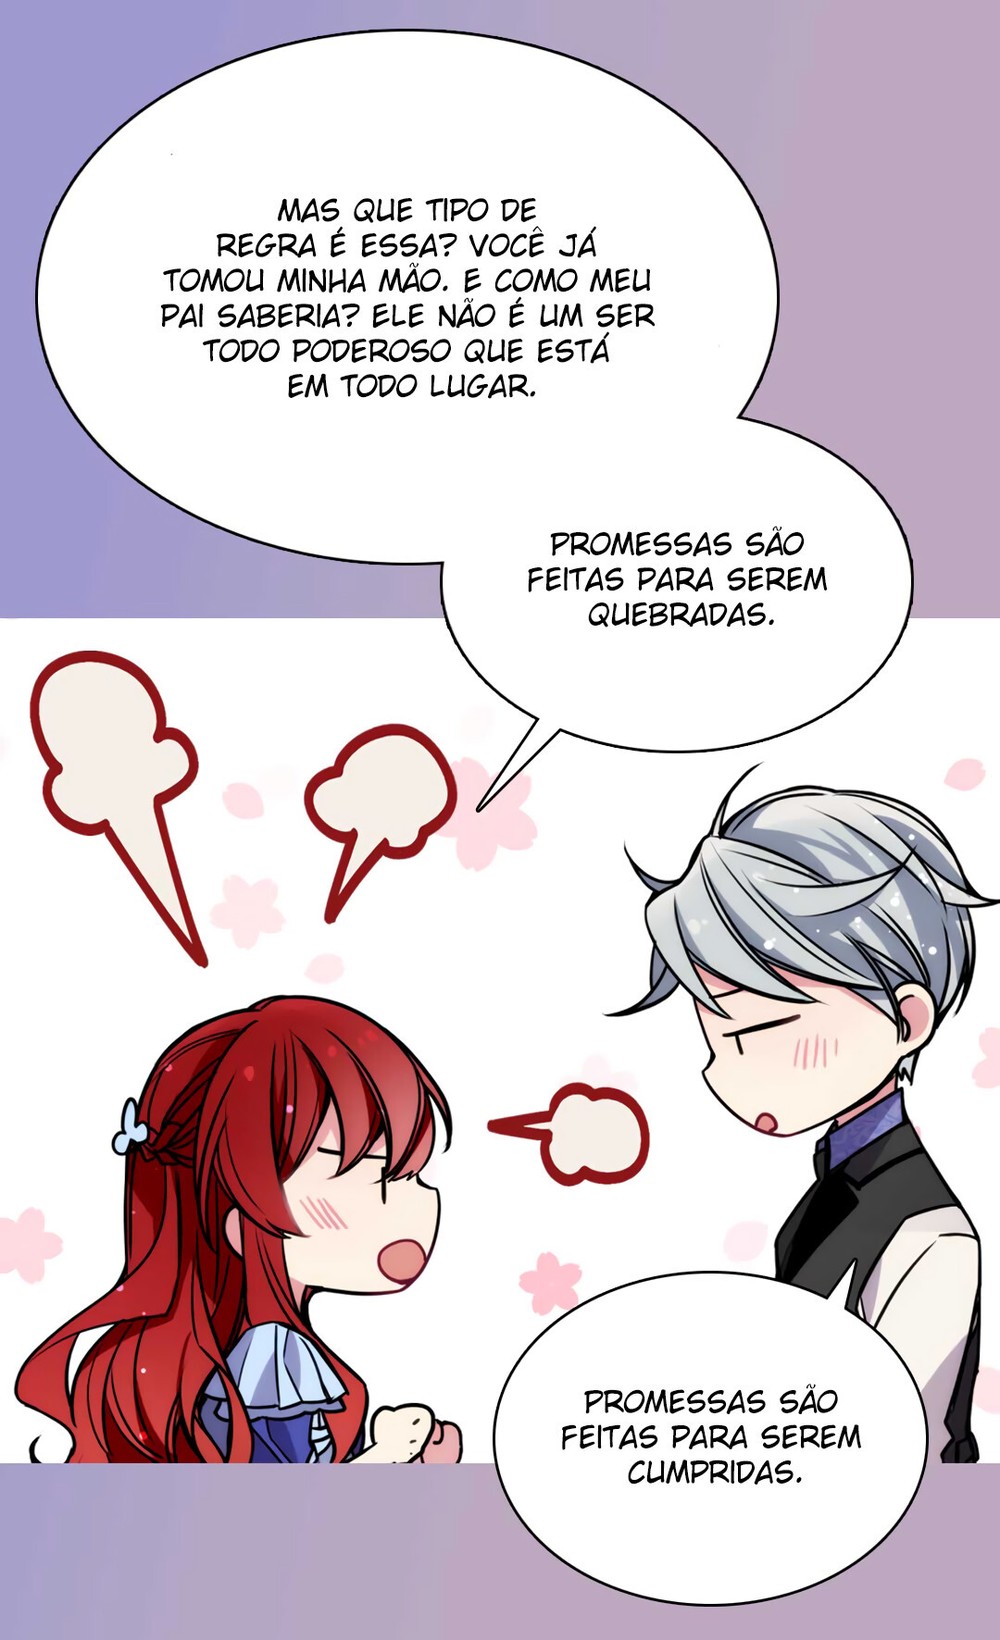 MAS QUE TIPO DE
REGRA É ESSA? VOCÊ JÁ
TOMOU MINHA MÃO. E COMO MEU
PAI SABERIA? ELE NÃO É UM SER
TODO PODEROSO QUE ESTÁ
EM TODO LUGAR.
PROMESSAS SÃO
FEITAS PARA SEREM
QUEBRADAS.
PROMESSAS SÃO
FEITAS PARA SEREM
CUMPRIDAS.